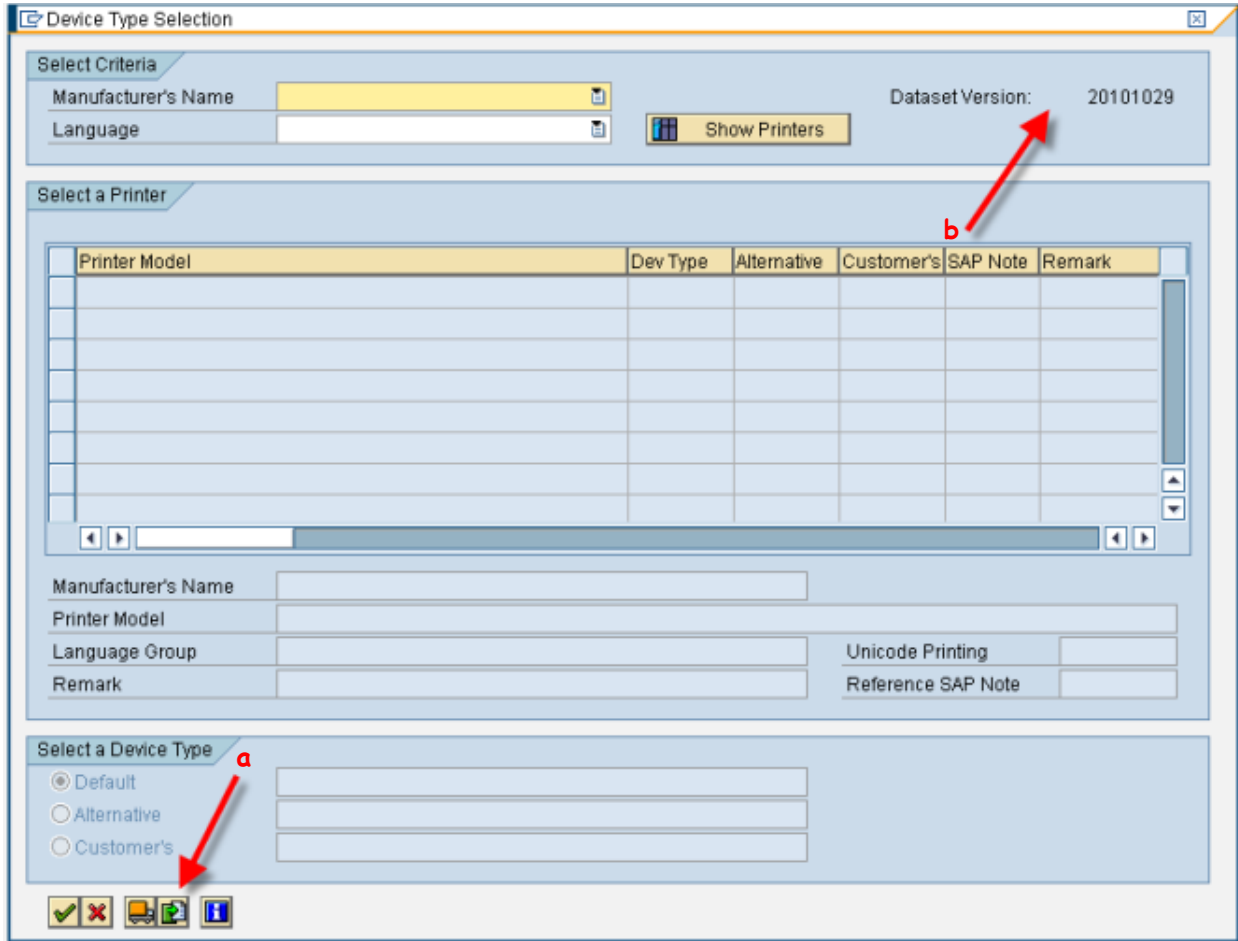 Device Type Selection
Select Criteria
Manufacturer's Name
Dataset Version: 20101029
Language
Show Printers
Select a Printer
b
Printer Model Dev Type Alternative Customer's SAP Note Remark
Manufacturer's Name
Printer Model
Language Group Unicode Printing
Remark Reference SAP Note
Select a Device Type
a
Default
Alternative
Customer's